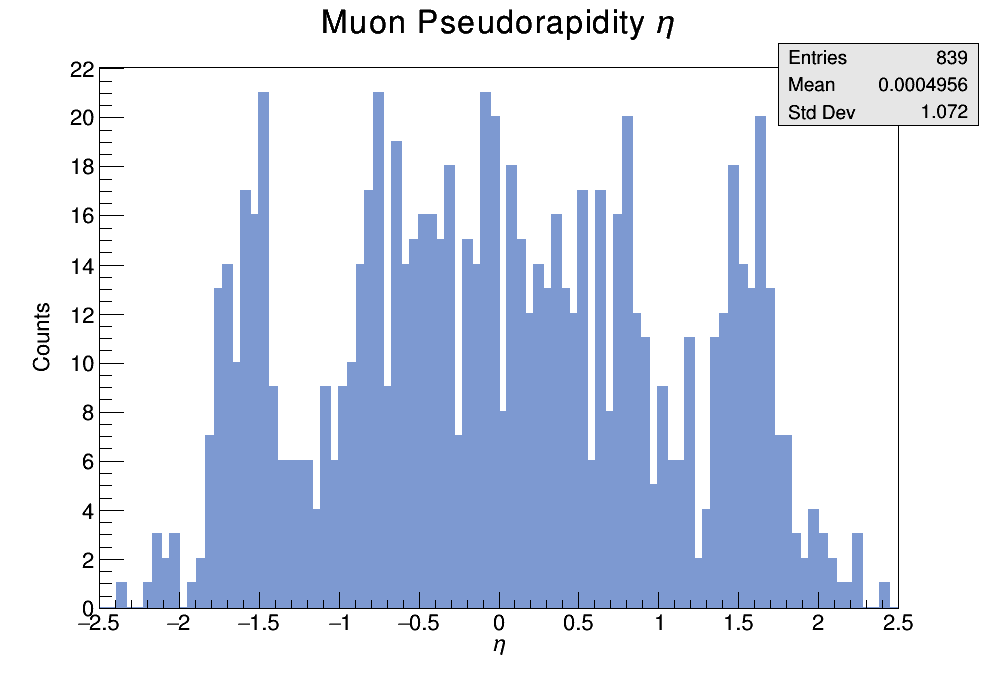 Muon Pseudorapidity η
Entries 839
Mean 0.0004956
Std Dev 1.072
22
20
18
16
14
12
10
8
6
4
2
0
Counts
−2.5 −2 −1.5 −1 −0.5 0 0.5 1 1.5 2 2.5
η